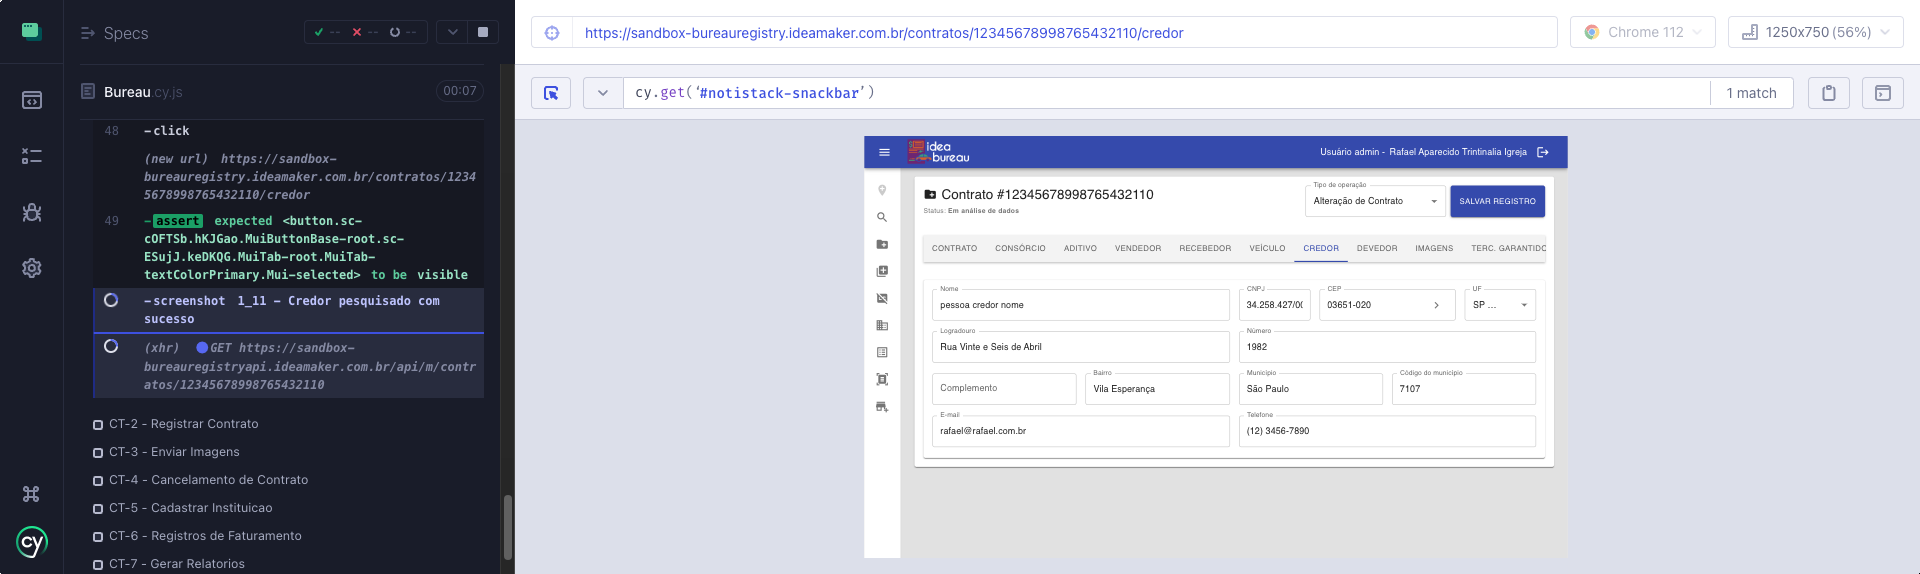 Specs
-- -- --
Bureau.cy.js
00:07
48 -click
(new url) https://sandbox-
bureauregistry.ideamaker.com.br/contratos/1234
5678998765432110/credor
49 -assert expected <button.sc-
cOFTSb.hKJGao.MuiButtonBase-root.sc-
ESujJ.keDKQG.MuiTab-root.MuiTab-
textColorPrimary.Mui-selected> to be visible
-screenshot 1_11 - Credor pesquisado com
sucesso
(xhr) GET https://sandbox-
bureauregistryapi.ideamaker.com.br/api/m/contr
atos/12345678998765432110
CT-2 - Registrar Contrato
CT-3 - Enviar Imagens
CT-4 - Cancelamento de Contrato
CT-5 - Cadastrar Instituicao
CT-6 - Registros de Faturamento
CT-7 - Gerar Relatorios
cy
https://sandbox-bureauregistry.ideamaker.com.br/contratos/12345678998765432110/credor
Chrome 112
1250x750 (56%)
cy.get('#notistack-snackbar')
1 match
idea
bureau
Usuário admin - Rafael Aparecido Trintinalia Igreja
Contrato #12345678998765432110
Status: Em análise de dados
Tipo de operação
Alteração de Contrato
SALVAR REGISTRO
CONTRATO CONSÓRCIO ADITIVO VENDEDOR RECEBEDOR VEÍCULO CREDOR DEVEDOR IMAGENS TERC. GARANTIDO
Nome
pessoa credor nome
CNPJ
34.258.427/0(
CEP
03651-020
UF
SP ...
Logradouro
Rua Vinte e Seis de Abril
Número
1982
Complemento
Bairro
Vila Esperança
Município
São Paulo
Código do município
7107
E-mail
rafael@rafael.com.br
Telefone
(12) 3456-7890